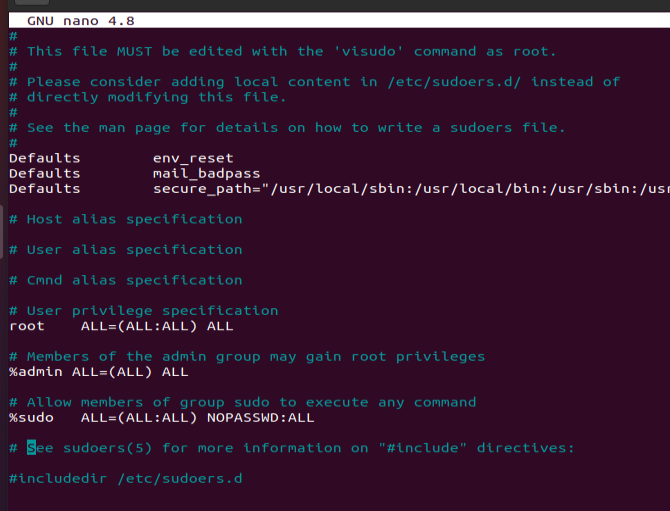 GNU nano 4.8
#
# This file MUST be edited with the 'visudo' command as root.
#
# Please consider adding local content in /etc/sudoers.d/ instead of
# directly modifying this file.
#
# See the man page for details on how to write a sudoers file.
#
Defaults        env_reset
Defaults        mail_badpass
Defaults        secure_path="/usr/local/sbin:/usr/local/bin:/usr/sbin:/usr

# Host alias specification

# User alias specification

# Cmnd alias specification

# User privilege specification
root    ALL=(ALL:ALL) ALL

# Members of the admin group may gain root privileges
%admin ALL=(ALL) ALL

# Allow members of group sudo to execute any command
%sudo   ALL=(ALL:ALL) NOPASSWD:ALL

# See sudoers(5) for more information on "#include" directives:

#includedir /etc/sudoers.d